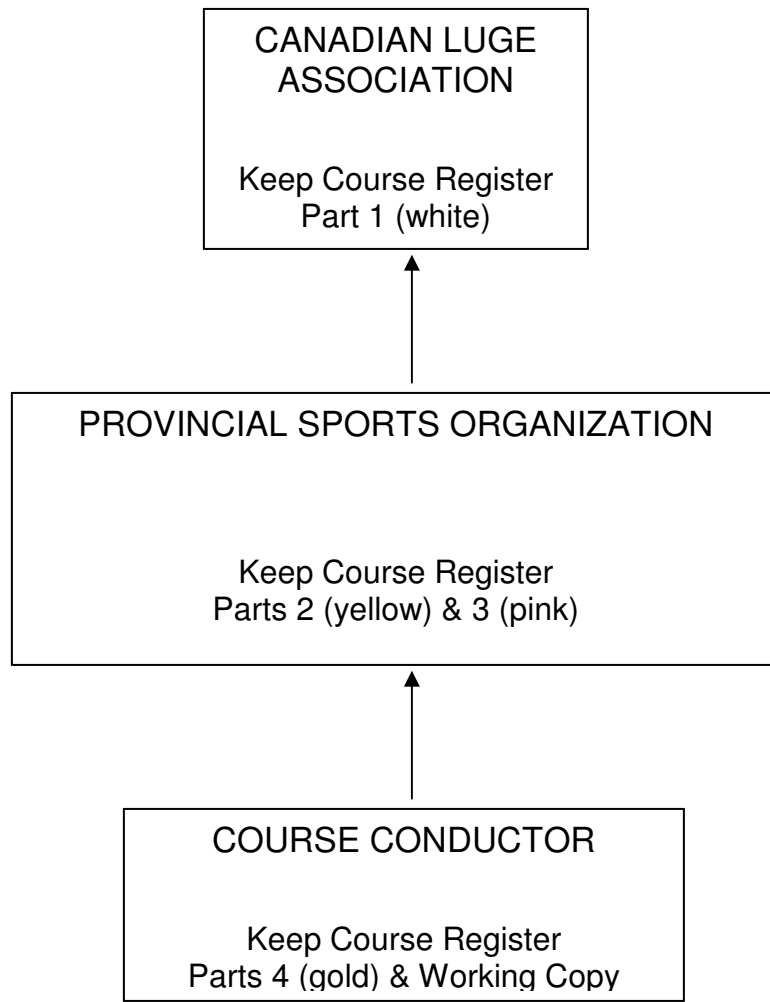 CANADIAN LUGE
ASSOCIATION
Keep Course Register
Part 1 (white)
PROVINCIAL SPORTS ORGANIZATION
Keep Course Register
Parts 2 (yellow) & 3 (pink)
COURSE CONDUCTOR
Keep Course Register
Parts 4 (gold) & Working Copy